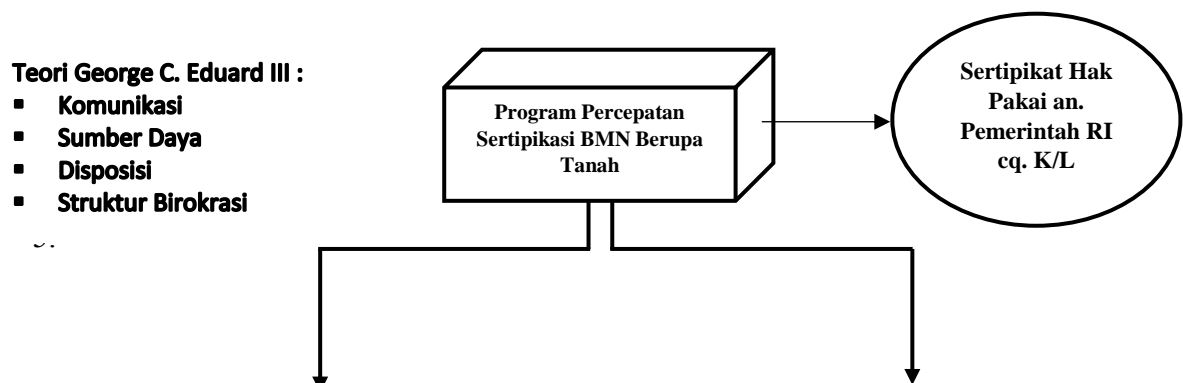 Teori George C. Eduard III :
▪ Komunikasi
▪ Sumber Daya
▪ Disposisi
▪ Struktur Birokrasi
Program Percepatan
Sertipikasi BMN Berupa
Tanah
Sertipikat Hak
Pakai an.
Pemerintah RI
cq. K/L